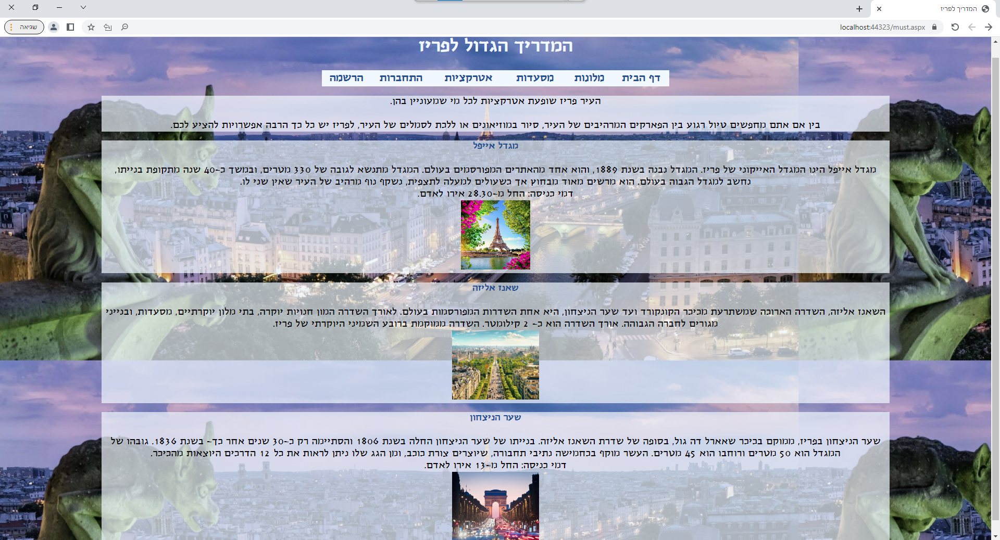 המדריך לפריז
localhost:44323/must.aspx
שגיאה
המדריך הגדול לפריז
דף הבית מלונות מסעדות אטרקציות התחברות הרשמה
העיר פריז שופעת אטרקציות לכל מי שמעוניין בהן.
בין אם אתם מחפשים טיול רגוע בין הפארקים המרהיבים של העיר, סיור במוזיאונים או ללכת לסמלים של העיר, לפריז יש כל כך הרבה אפשרויות להציע לכם.
מגדל אייפל
מגדל אייפל הינו המגדל האייקוני של פריז. המגדל נבנה בשנת 1889, והוא אחד מהאתרים המפורסמים בעולם. המגדל מתנשא לגובה של 330 מטרים, ובמשך כ-40 שנה מתקופת בנייתו,
נחשב למגדל הגבוה בעולם. הוא מרשים מאוד מבחוץ אך כשעולים למעלה לתצפית, נשקף נוף מרהיב של העיר שאין שני לו.
דמי כניסה: החל מ-28.30 אירו לאדם.
שאנז אליזה
השאנז אליזה, השדרה הארוכה שמשתרעת מכיכר הקונקורד ועד שער הניצחון, היא אחת השדרות המפורסמות בעולם. לאורך השדרה המון חנויות יוקרה, בתי מלון יוקרתיים, מסעדות, ובנייני
מגורים לחברה הגבוהה. אורך השדרה הוא כ- 2 קילומטר. השדרה ממוקמת ברובע השמיני היוקרתי של פריז.
שער הניצחון
שער הניצחון בפריז, ממוקם בכיכר שאארל דה גול, בסופה של שדרת השאנז אליזה. בנייתו של שער הניצחון החלה בשנת 1806 והסתיימה רק כ-30 שנים אחר כך- בשנת 1836. גובהו של
המגדל הוא 50 מטרים ורוחבו הוא 45 מטרים. העשר מוקף בכחמישה נתיבי תחבורה, שיוצרים צורת כוכב, ומן הגג שלו ניתן לראות את כל 12 הדרכים היוצאות מהכיכר.
דמי כניסה: החל מ-13 אירו לאדם.